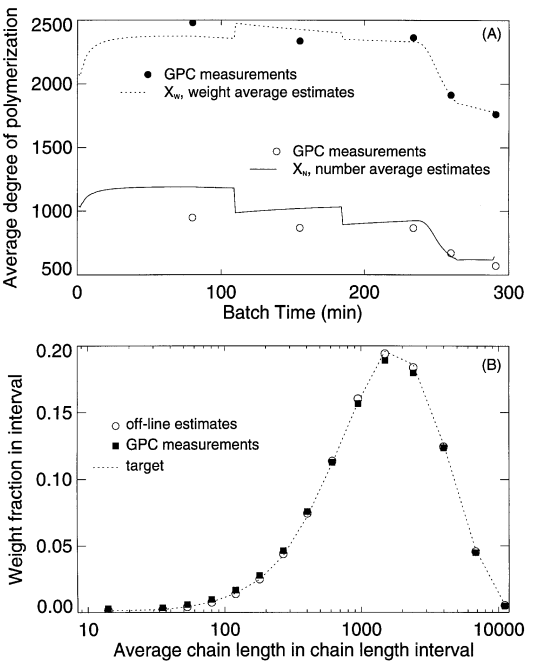 2500
(A)
2000
1500
1000
500
GPC measurements
X_W, weight average estimates
GPC measurements
X_N, number average estimates
Average degree of polymerization
0
100
200
300
Batch Time (min)
0.20
(B)
0.15
0.10
0.05
0.00
off-line estimates
GPC measurements
target
Weight fraction in interval
10
100
1000
10000
Average chain length in chain length interval